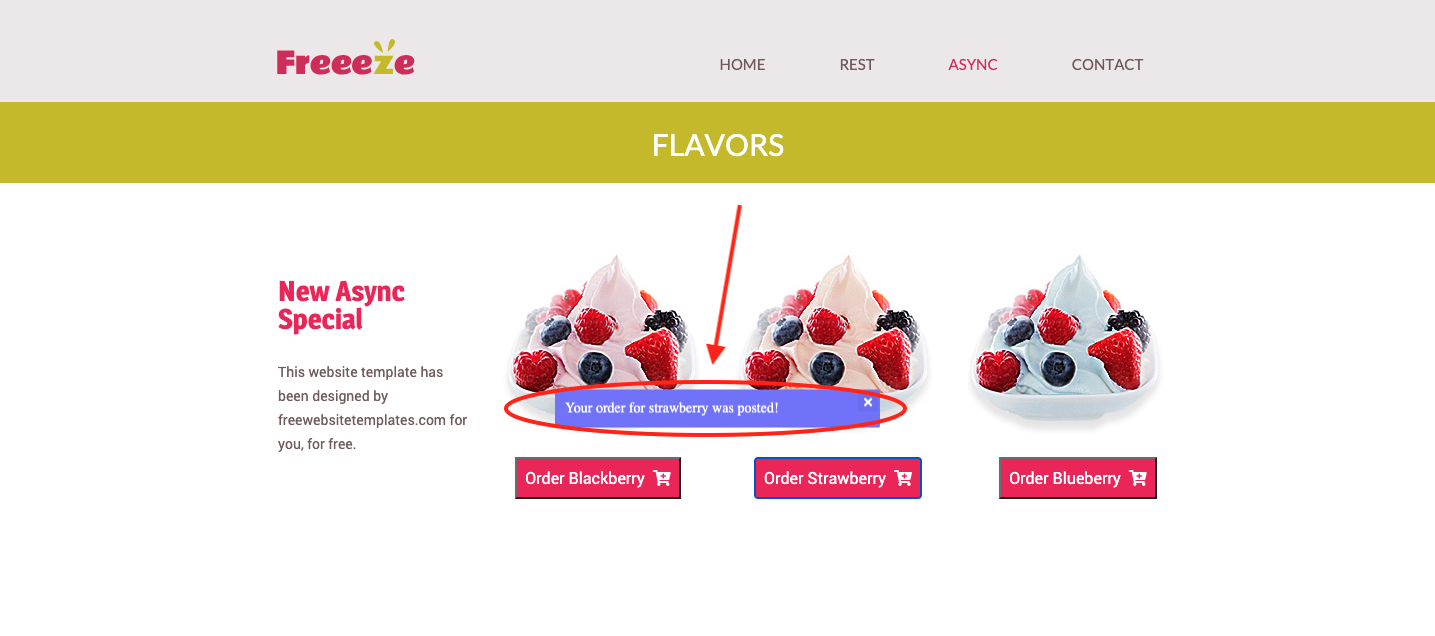 Freeeze
HOME REST ASYNC CONTACT
FLAVORS
New Async
Special
This website template has
been designed by
freewebsitetemplates.com for
you, for free.
Your order for strawberry was posted! ×
Order Blackberry
Order Strawberry
Order Blueberry